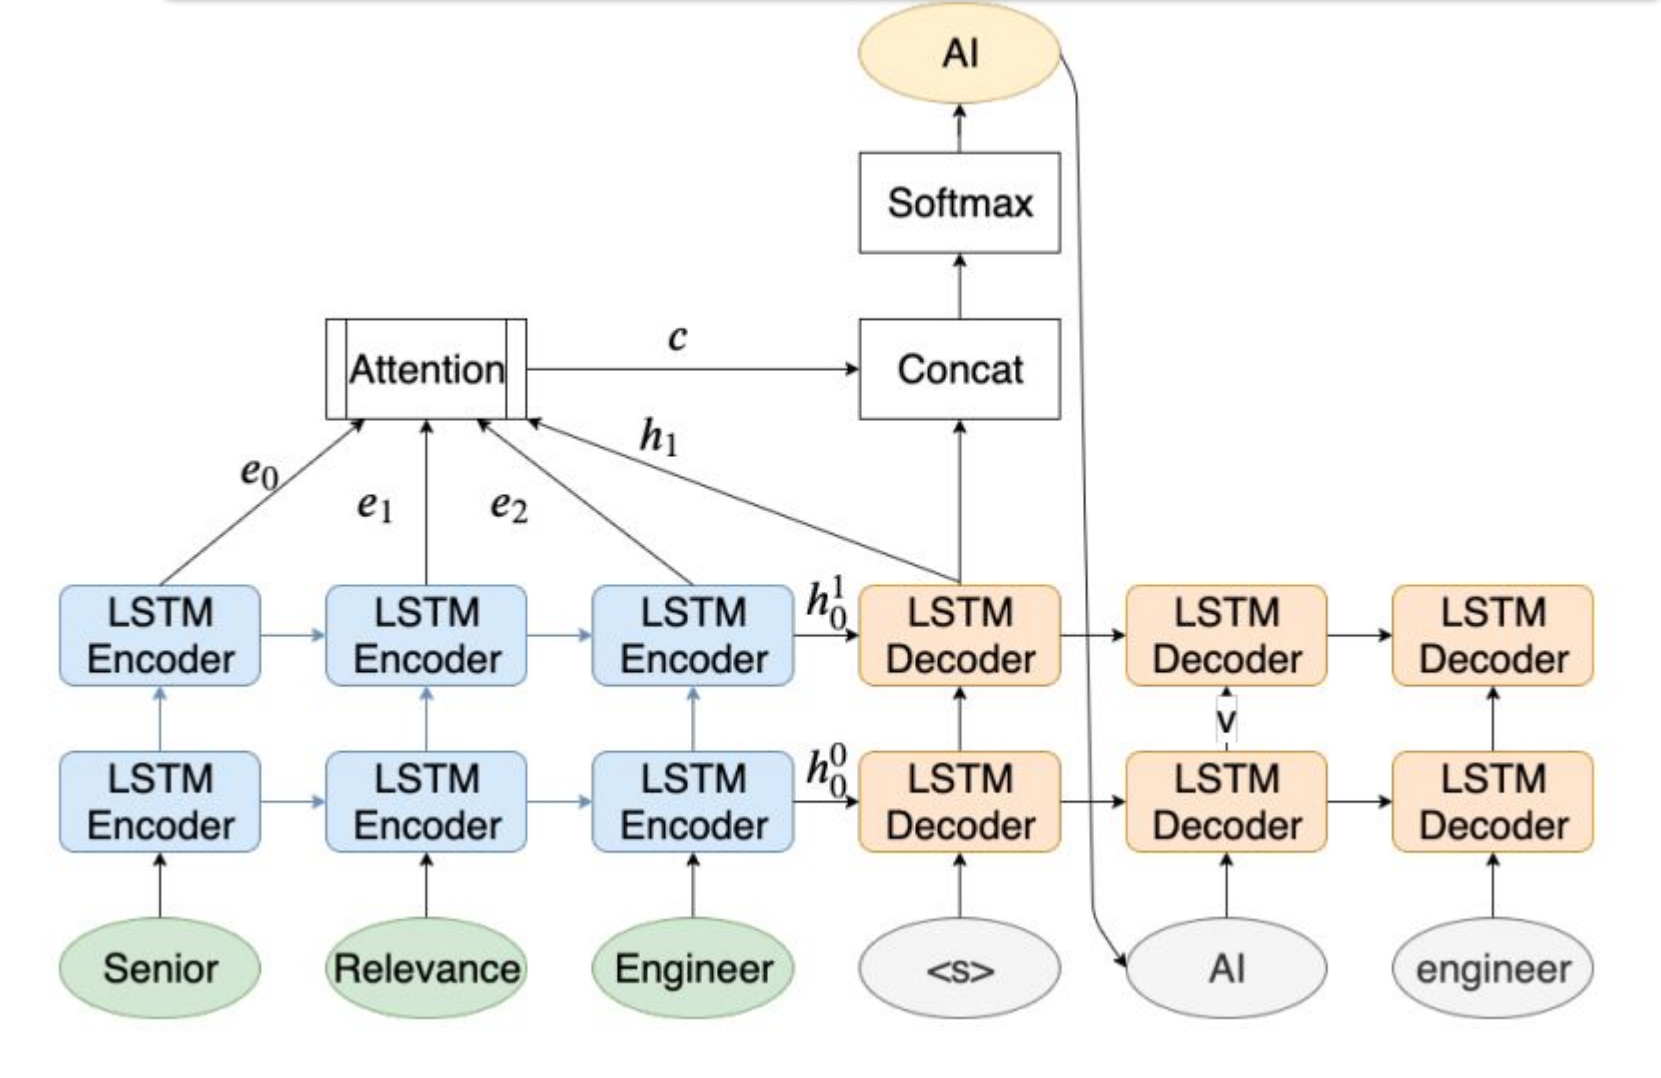 AI
Softmax
Attention
c
Concat
e₀
e₁
e₂
h₁
LSTM
Encoder
LSTM
Encoder
LSTM
Encoder
h₀¹
LSTM
Decoder
LSTM
Decoder
LSTM
Decoder
v
LSTM
Encoder
LSTM
Encoder
LSTM
Encoder
h₀⁰
LSTM
Decoder
LSTM
Decoder
LSTM
Decoder
Senior
Relevance
Engineer
<s>
AI
engineer